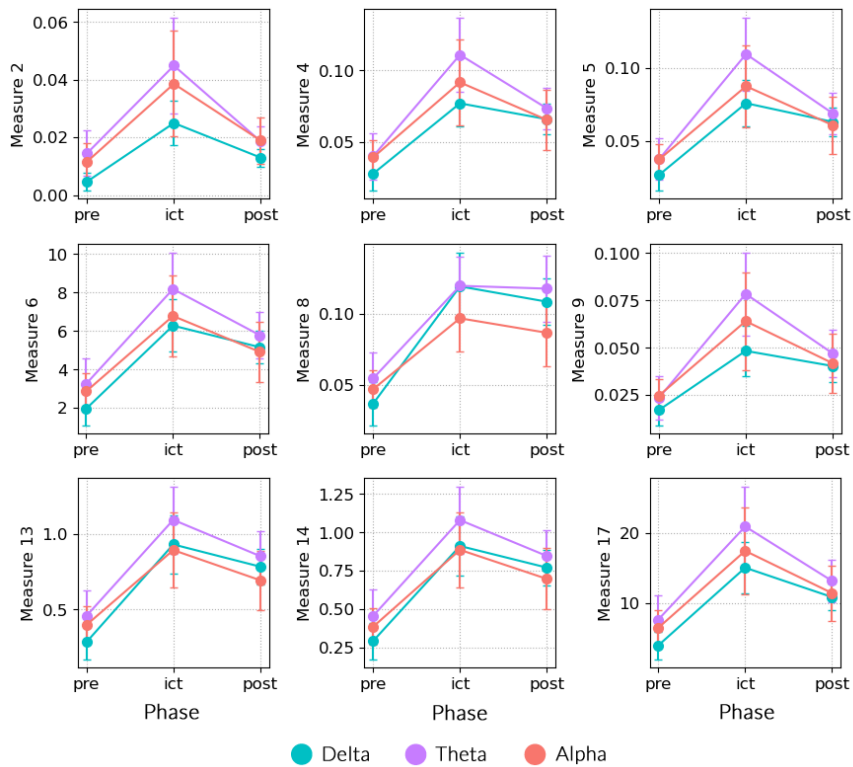 Measure 2
0.06
0.04
0.02
0.00
pre ict post
Measure 4
0.10
0.05
pre ict post
Measure 5
0.10
0.05
pre ict post
Measure 6
10
8
6
4
2
pre ict post
Measure 8
0.10
0.05
pre ict post
Measure 9
0.100
0.075
0.050
0.025
pre ict post
Measure 13
1.0
0.5
pre ict post
Phase
Measure 14
1.25
1.00
0.75
0.50
0.25
pre ict post
Phase
Measure 17
20
10
pre ict post
Phase
Delta Theta Alpha